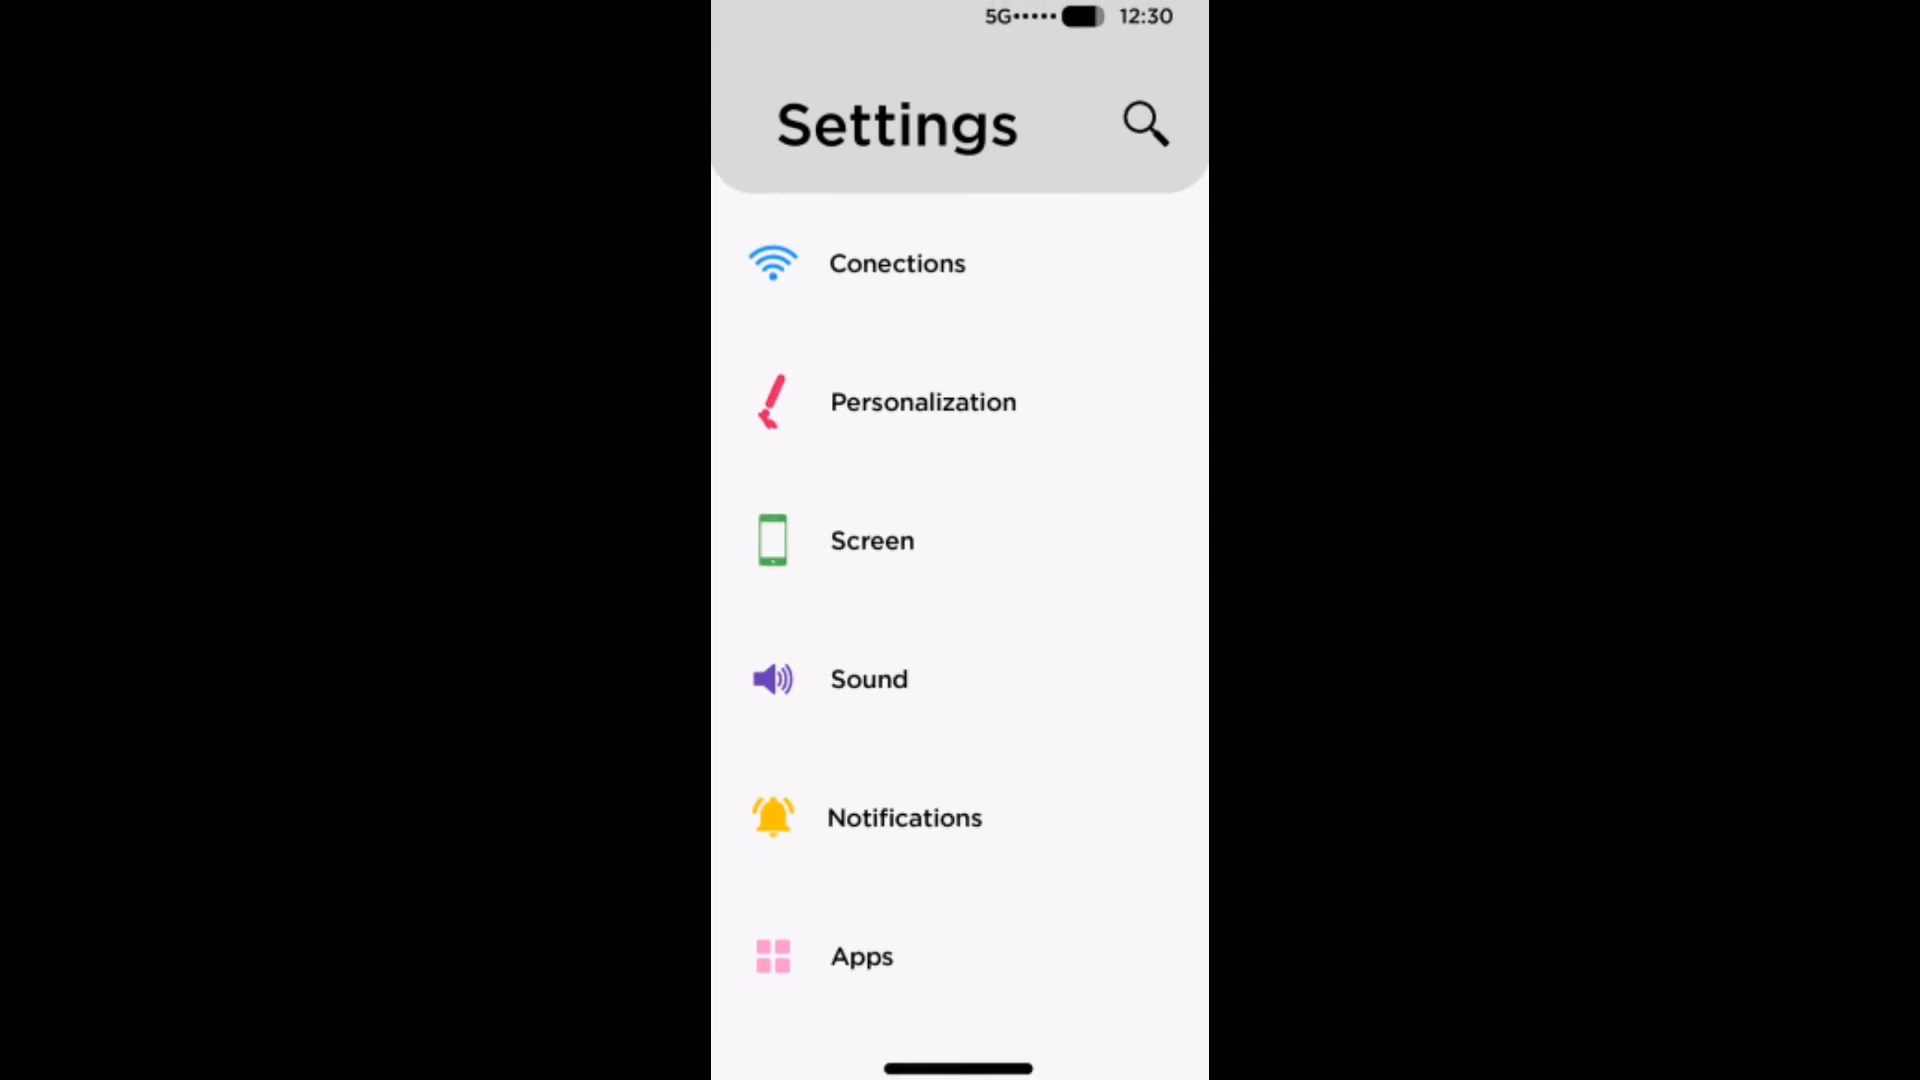 5G 12:30
Settings
Conections
Personalization
Screen
Sound
Notifications
Apps